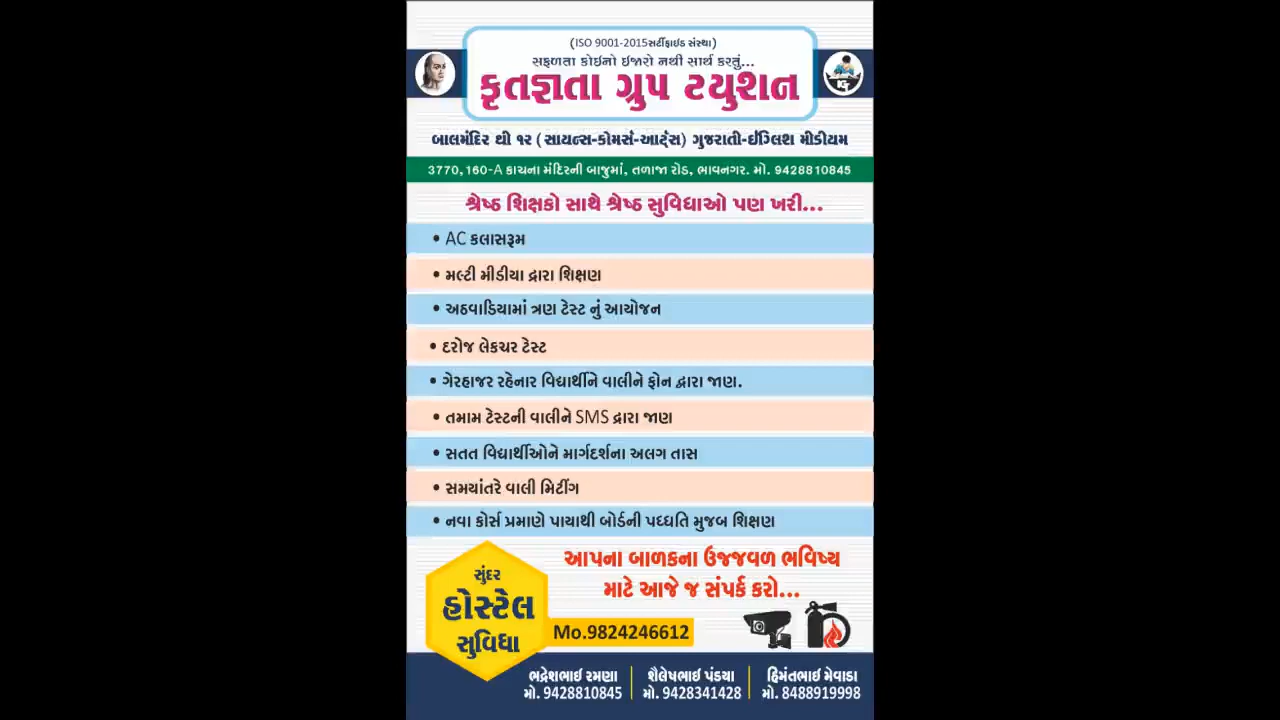 (ISO 9001-2015સર્ટીફાઇડ સંસ્થા)
સફળતા કોઇનો ઇજારો નથી સાર્થ કરતું...
કૃતજ્ઞતા ગ્રુપ ટયુશન
બાલમંદિર થી ૧૨ (સાયન્સ-કોમર્સ-આર્ટ્સ) ગુજરાતી-ઈંગ્લિશ મીડીયમ
3770, 160-A કાચના મંદિરની બાજુમાં, તળાજા રોડ, ભાવનગર. મો. 9428810845
શ્રેષ્ઠ શિક્ષકો સાથે શ્રેષ્ઠ સુવિધાઓ પણ ખરી...
• AC કલાસરૂમ
• મલ્ટી મીડીયા દ્વારા શિક્ષણ
• અઠવાડિયામાં ત્રણ ટેસ્ટ નું આયોજન
• દરોજ લેકચર ટેસ્ટ
• ગેરહાજર રહેનાર વિદ્યાર્થીને વાલીને ફોન દ્વારા જાણ.
• તમામ ટેસ્ટની વાલીને SMS દ્વારા જાણ
• સતત વિદ્યાર્થીઓને માર્ગદર્શના અલગ તાસ
• સમયાંતરે વાલી મિટીંગ
• નવા કોર્સ પ્રમાણે પાયાથી બોર્ડની પધ્ધતિ મુજબ શિક્ષણ
આપના બાળકના ઉજજવળ ભવિષ્ય
માટે આજે જ સંપર્ક કરો...
સુંદર
હોસ્ટેલ
સુવિધા
Mo.9824246612
ભદ્રેશભાઇ રમણા
મો. 9428810845
શૈલેષભાઇ પંડયા
મો. 9428341428
હિમંતભાઇ મેવાડા
મો. 8488919998